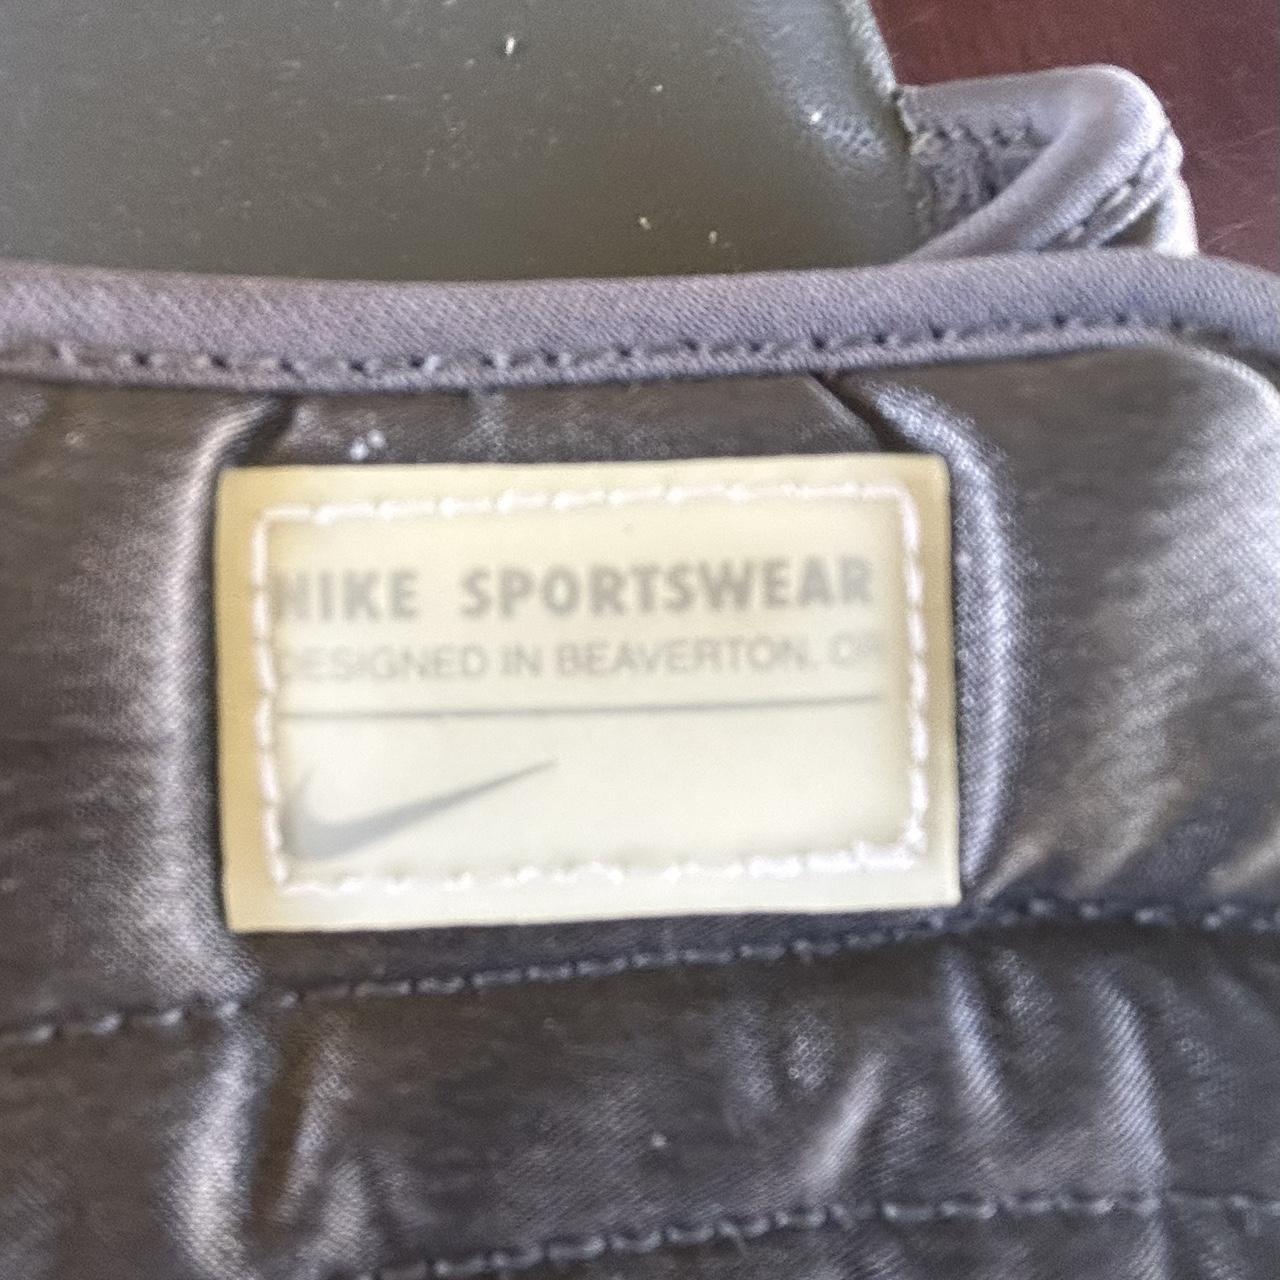 NIKE SPORTSWEAR
DESIGNED IN BEAVERTON, OR